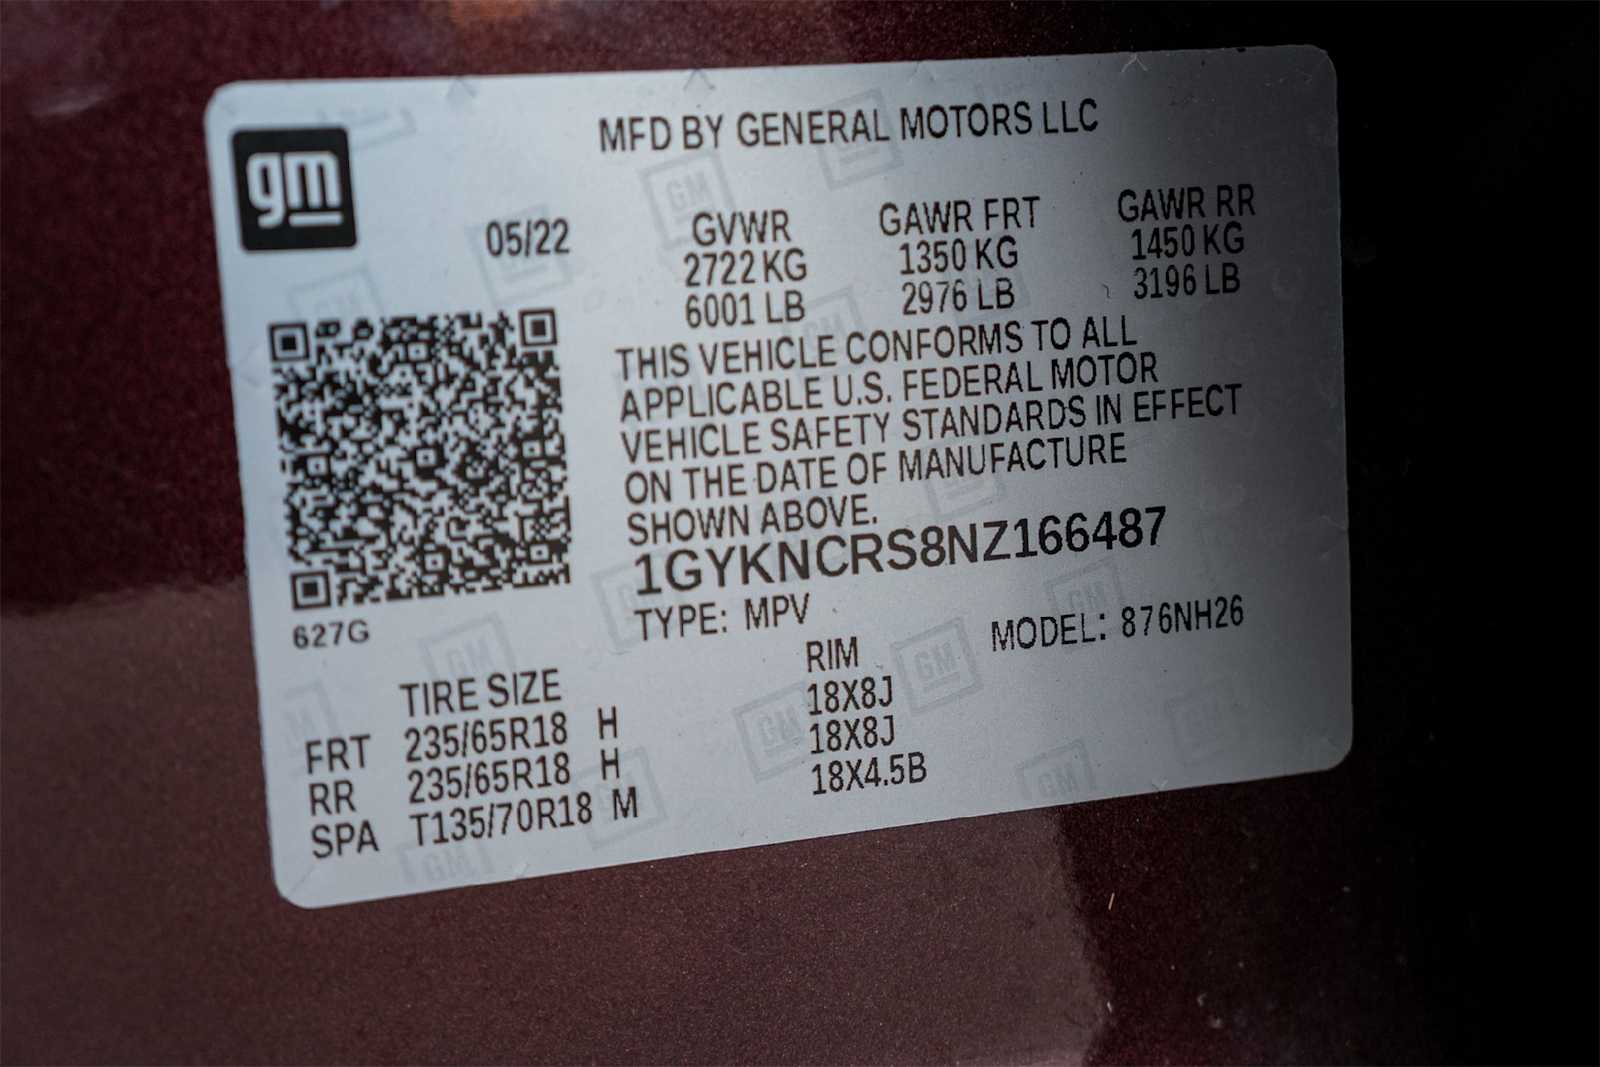 gm
MFD BY GENERAL MOTORS LLC
05/22 GVWR GAWR FRT GAWR RR
2722 KG 1350 KG 1450 KG
6001 LB 2976 LB 3196 LB
THIS VEHICLE CONFORMS TO ALL
APPLICABLE U.S. FEDERAL MOTOR
VEHICLE SAFETY STANDARDS IN EFFECT
ON THE DATE OF MANUFACTURE
SHOWN ABOVE.
1GYKNCRS8NZ166487
TYPE: MPV MODEL: 876NH26
627G
TIRE SIZE RIM
FRT 235/65R18 H 18X8J
RR 235/65R18 H 18X8J
SPA T135/70R18 M 18X4.5B